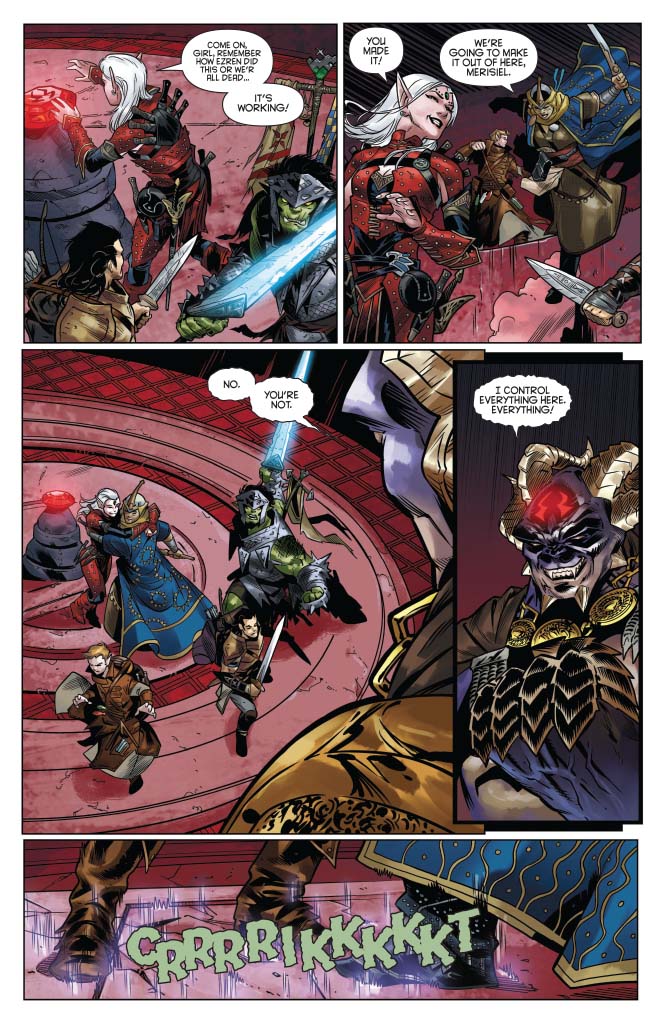 COME ON,
GIRL, REMEMBER
HOW EZREN DID
THIS OR WE'R
ALL DEAD...
IT'S
WORKING!
YOU
MADE
IT!
WE'RE
GOING TO MAKE
IT OUT OF HERE,
MERISIEL.
NO.
YOU'RE
NOT.
I CONTROL
EVERYTHING HERE.
EVERYTHING!
CRRRRIKKKKKT